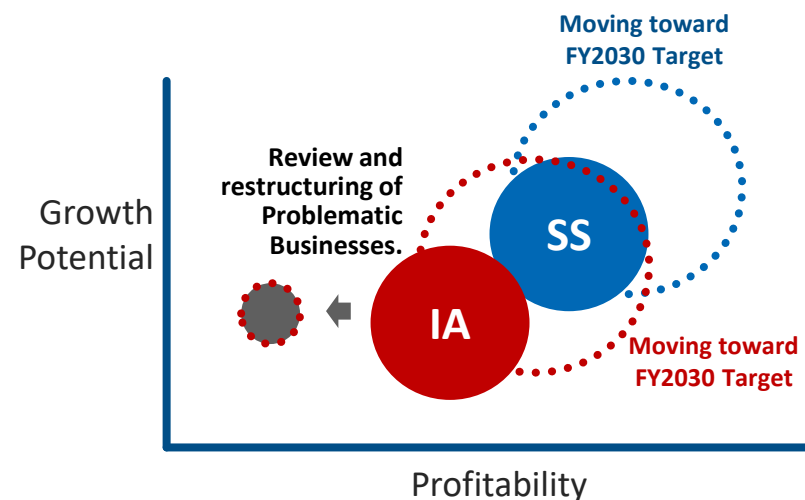 Moving toward
FY2030 Target
Review and
restructuring of
Problematic
Businesses.
Growth
Potential
SS
IA
Moving toward
FY2030 Target
Profitability